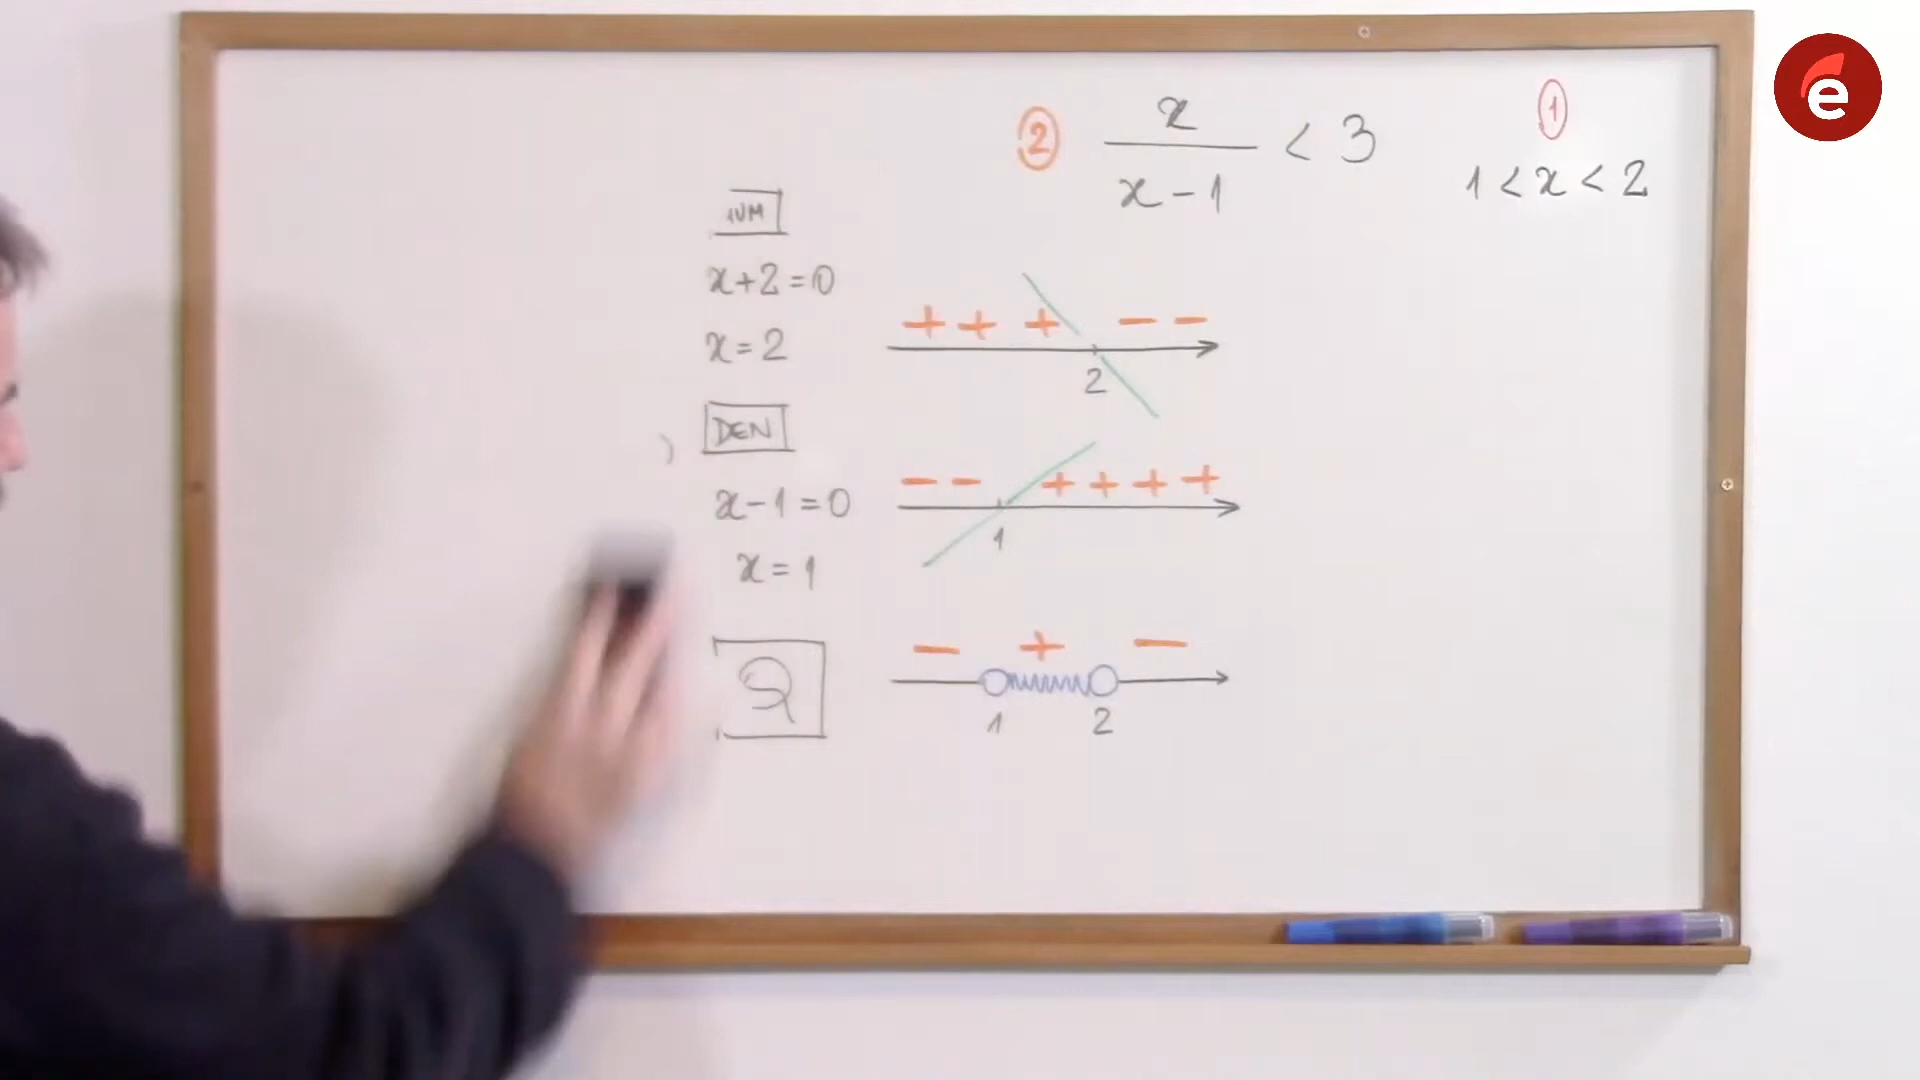 ② x / (x - 1) < 3
①
1 < x < 2
NUM
x+2=0
x=2
+ + + - -
2
DEN
x-1=0
x=1
- - + + + +
1
Q
- + -
1 2
e